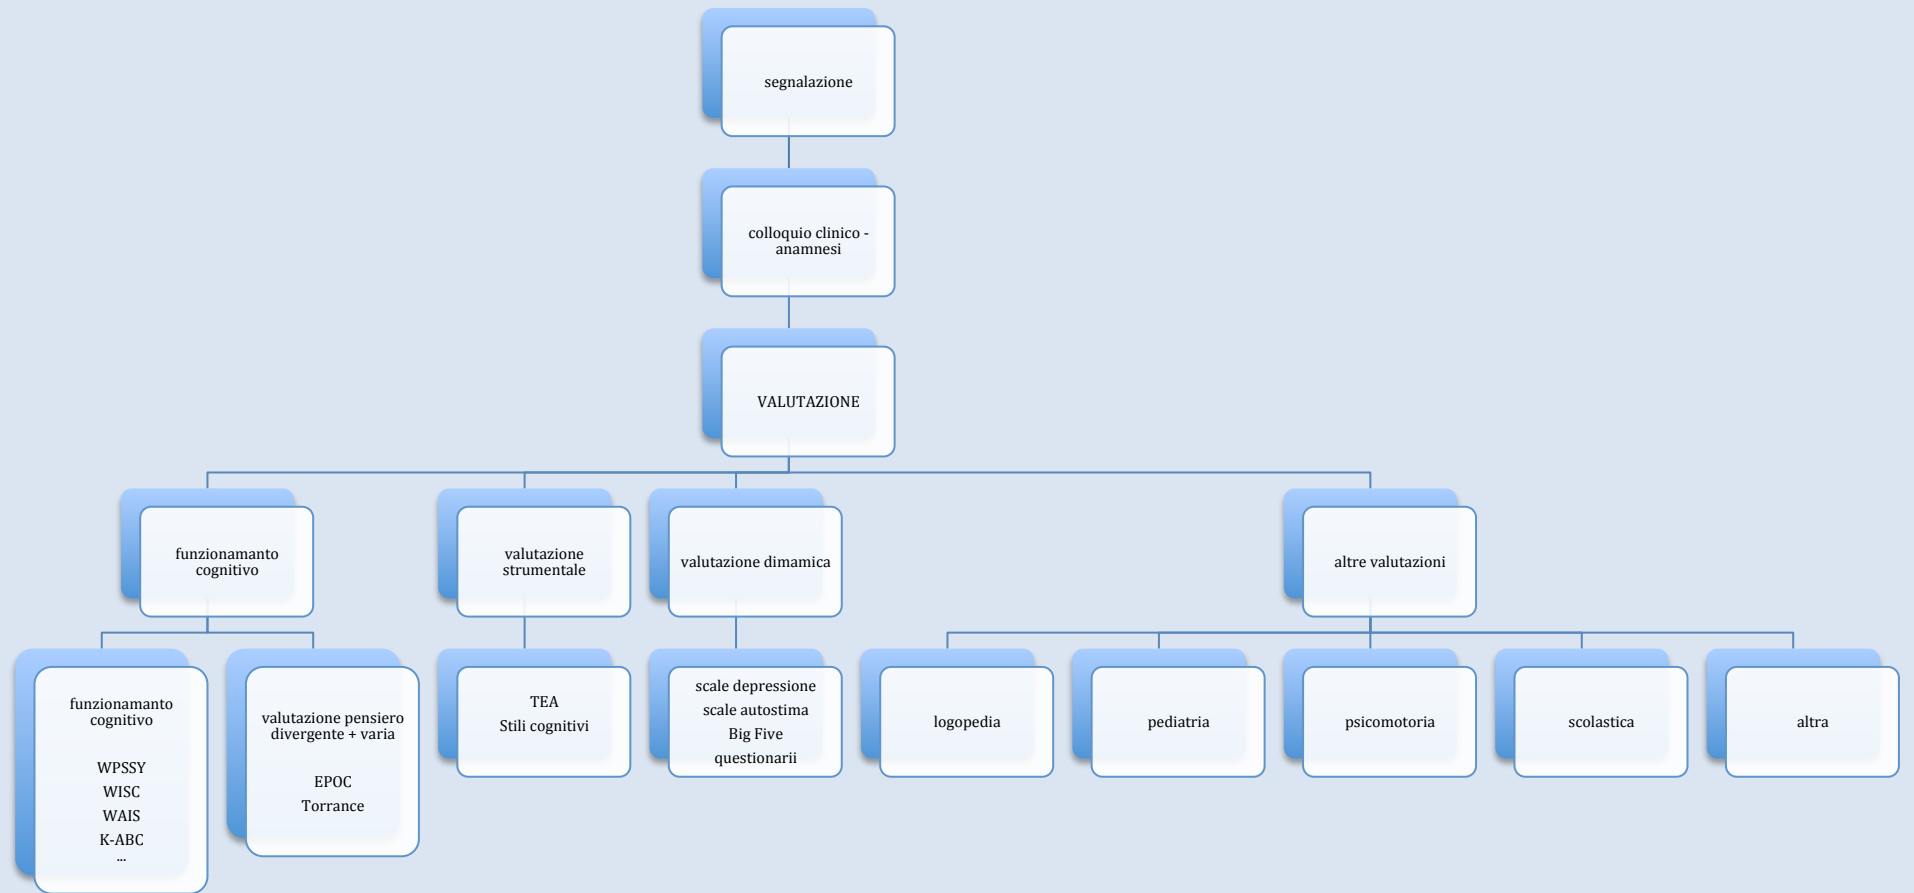 segnalazione
colloquio clinico -
anamnesi
VALUTAZIONE
funzionamanto
cognitivo
valutazione
strumentale
valutazione dimamica
altre valutazioni
funzionamanto
cognitivo
WPSSY
WISC
WAIS
K-ABC
...
valutazione pensiero
divergente + varia
EPOC
Torrance
TEA
Stili cognitivi
scale depressione
scale autostima
Big Five
questionarii
logopedia
pediatria
psicomotoria
scolastica
altra